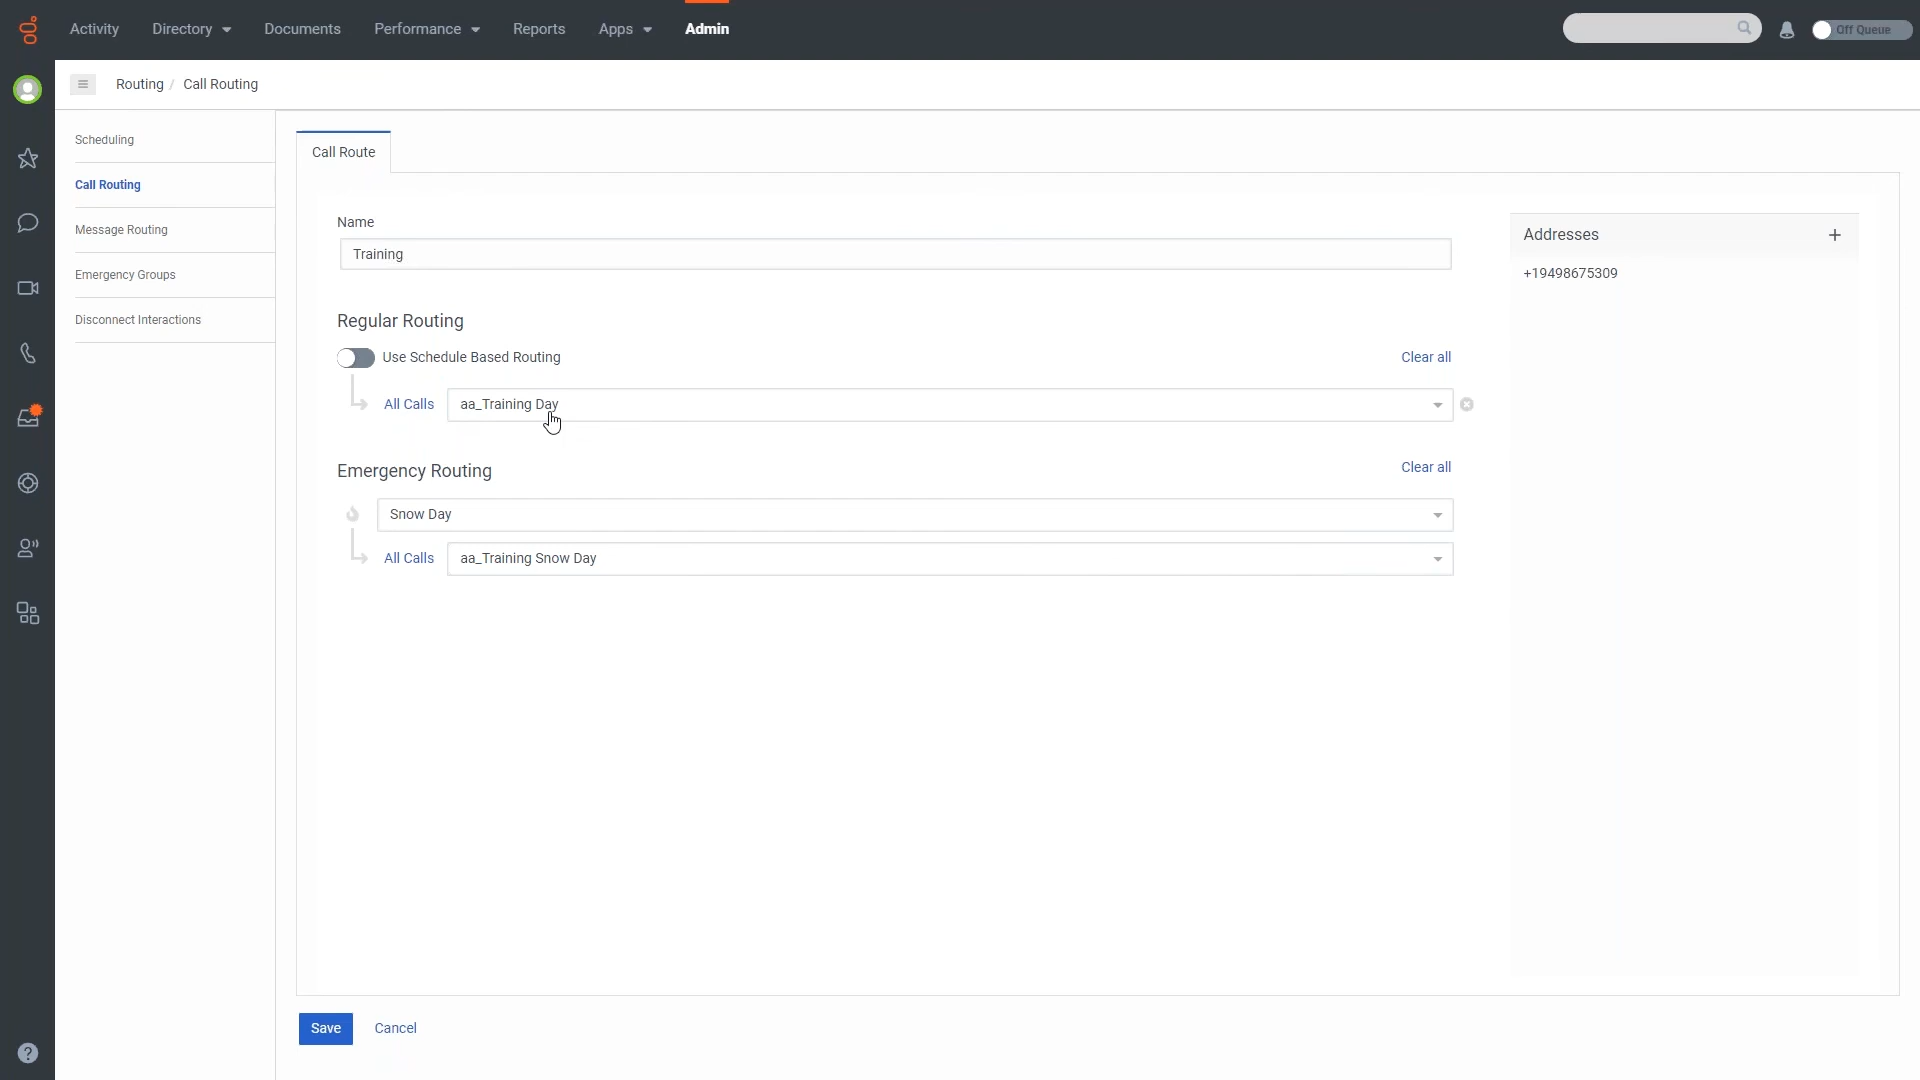 Activity
Directory
Documents
Performance
Reports
Apps
Admin
Off Queue
Routing / Call Routing
Scheduling
Call Routing
Message Routing
Emergency Groups
Disconnect Interactions
Call Route
Name
Training
Regular Routing
Use Schedule Based Routing
Clear all
All Calls
aa_Training Day
Emergency Routing
Clear all
Snow Day
All Calls
aa_Training Snow Day
Addresses +
+19498675309
Save
Cancel
?